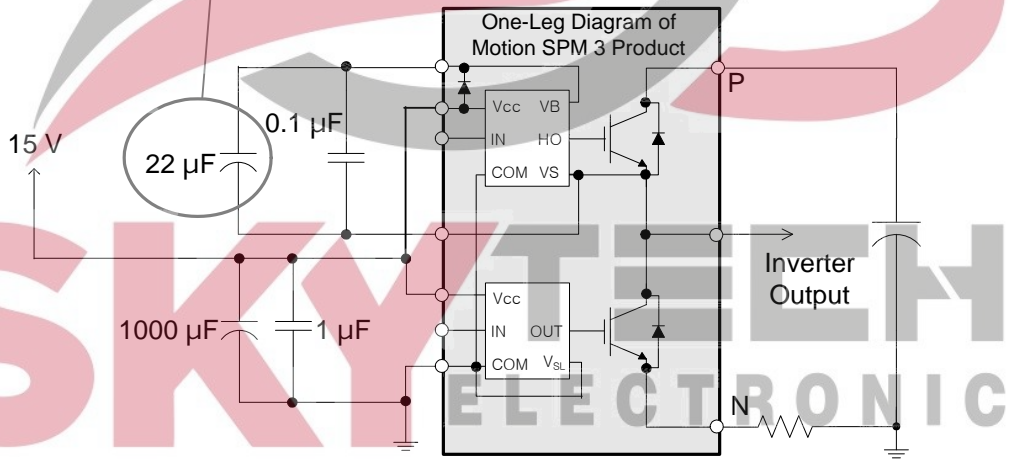 One-Leg Diagram of
Motion SPM 3 Product
P
Vcc VB
0.1 µF
15 V
IN HO
22 µF
COM VS
Inverter
Output
Vcc
1000 µF
1 µF
IN OUT
COM VSL
N
SKYTECH
ELECTRONIC